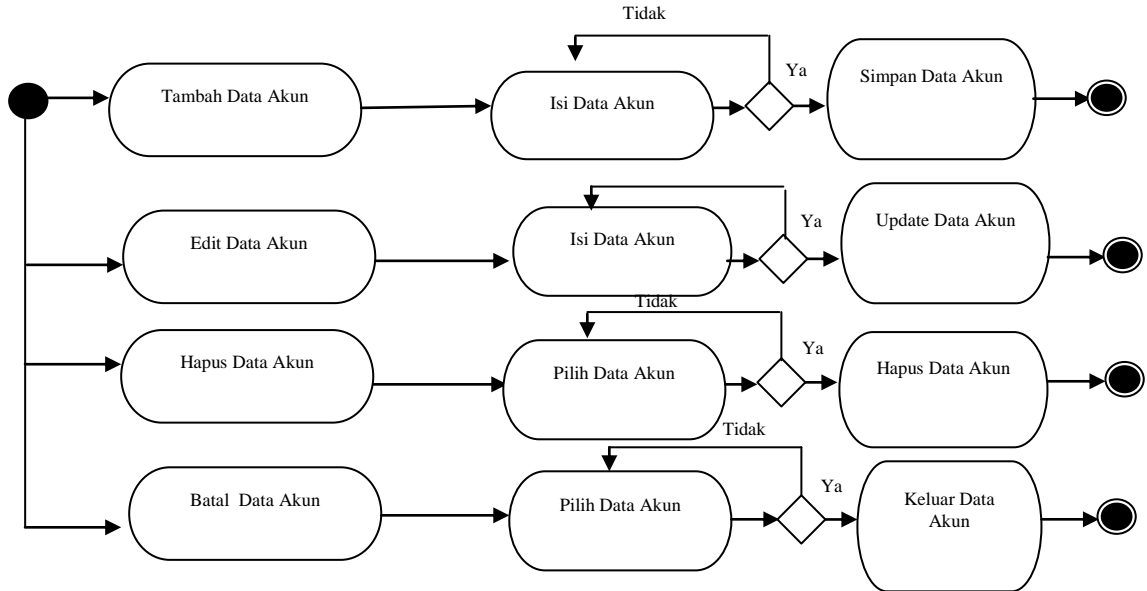 Tidak
Tambah Data Akun
Isi Data Akun
Ya
Simpan Data Akun
Edit Data Akun
Isi Data Akun
Ya
Update Data Akun
Tidak
Hapus Data Akun
Pilih Data Akun
Ya
Hapus Data Akun
Tidak
Batal Data Akun
Pilih Data Akun
Ya
Keluar Data
Akun